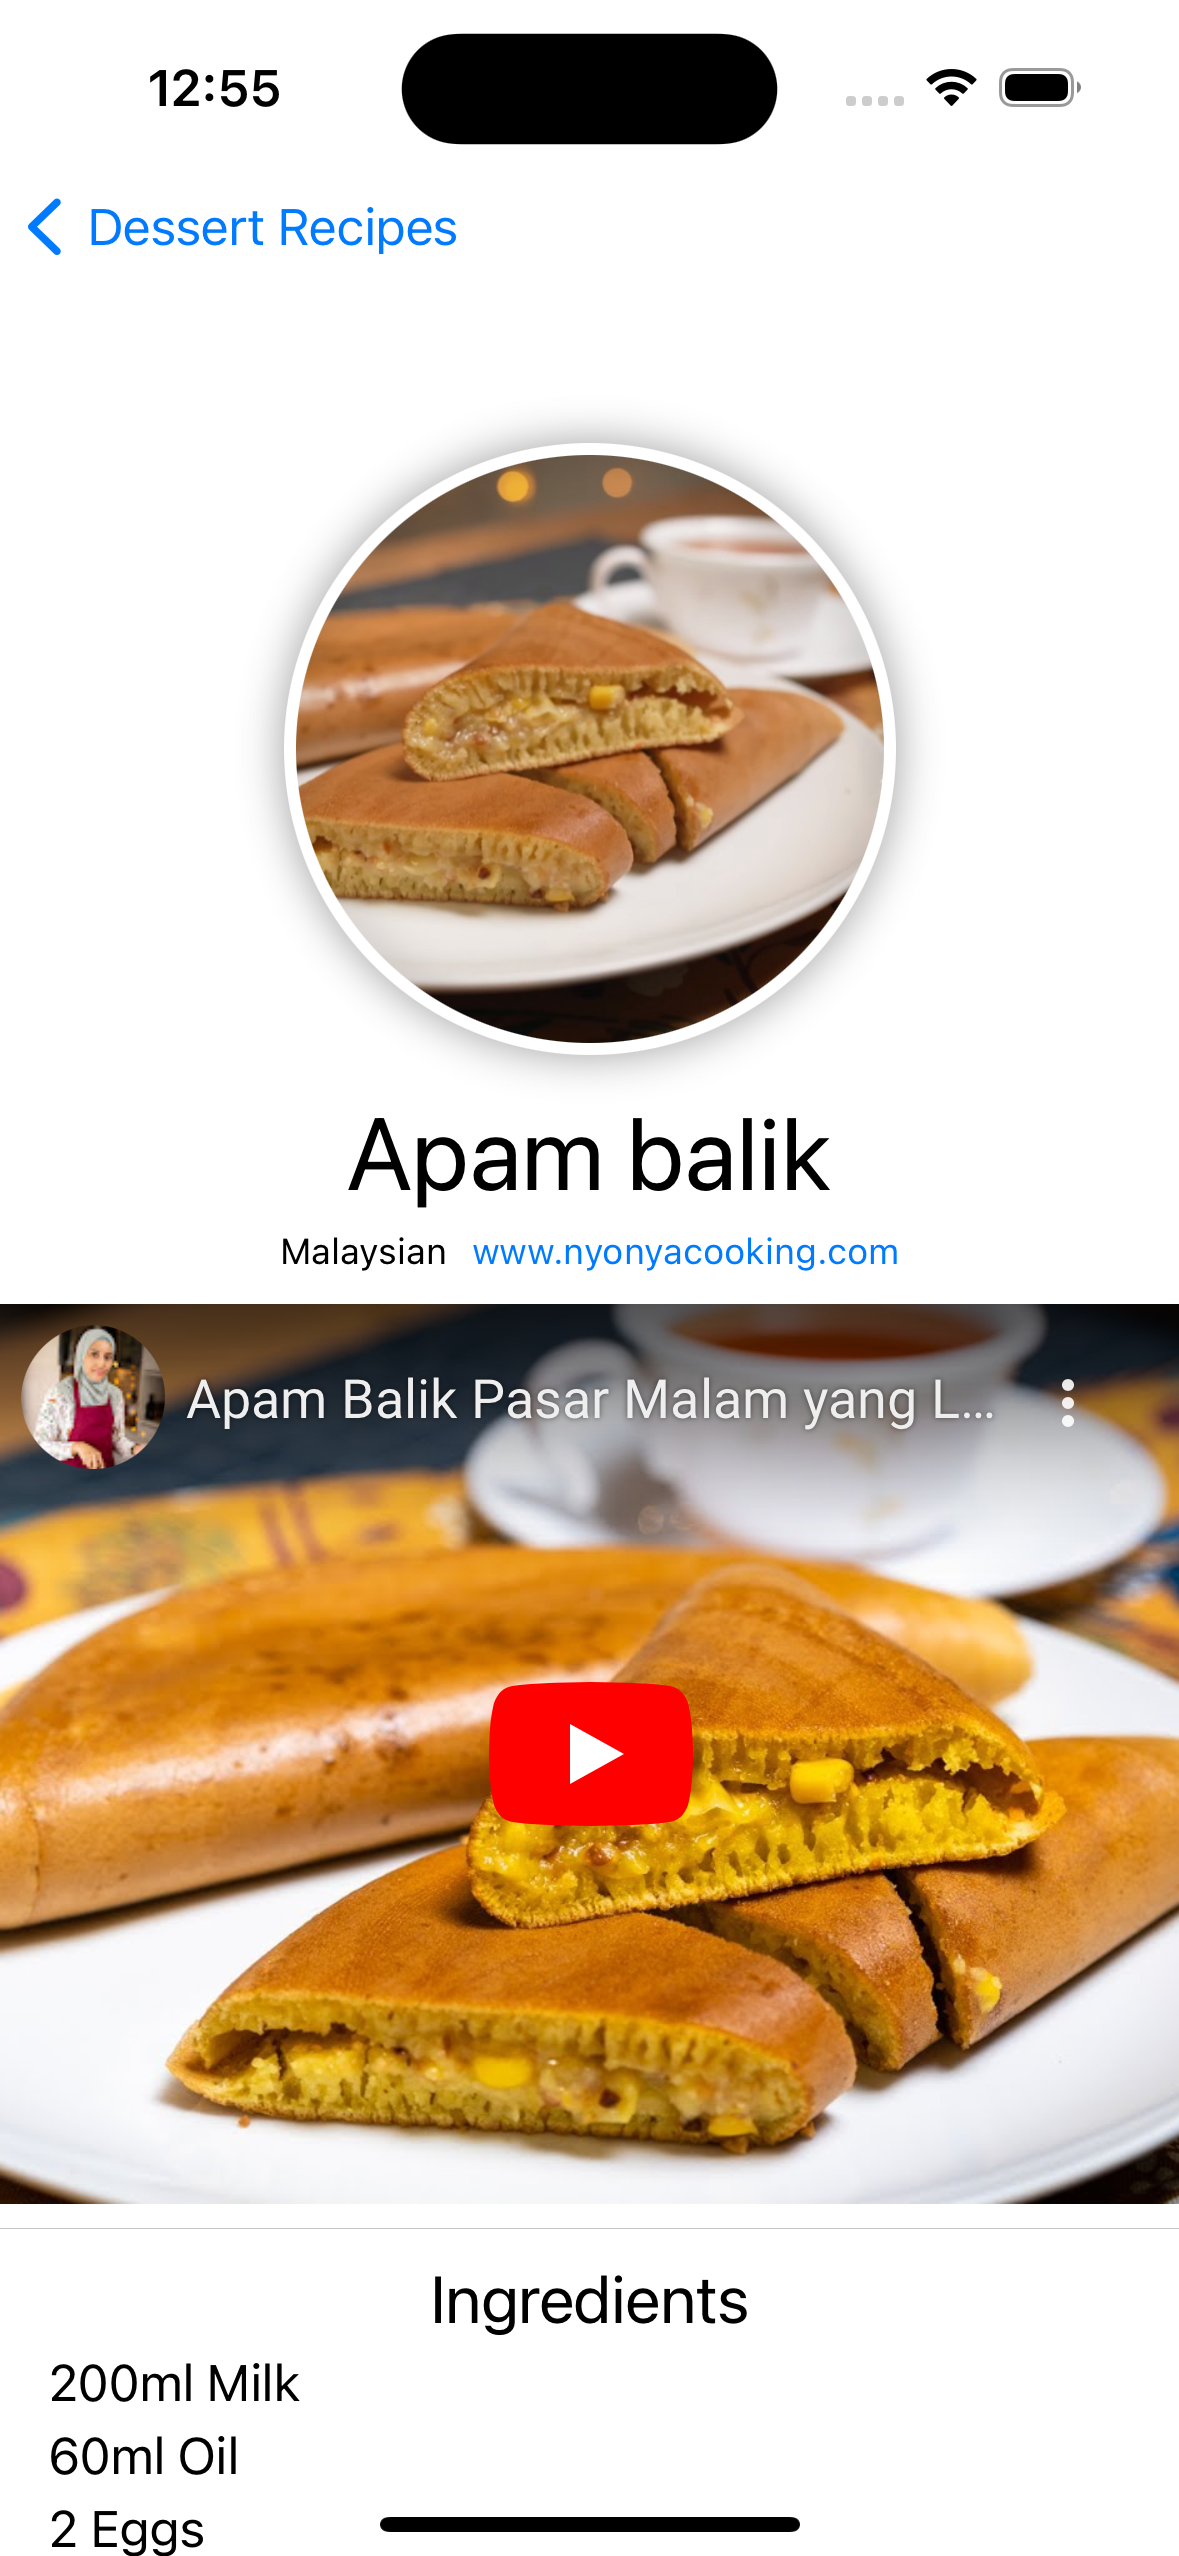 12:55
Dessert Recipes
Apam balik
Malaysian www.nyonyacooking.com
Apam Balik Pasar Malam yang L...
Ingredients
200ml Milk
60ml Oil
2 Eggs